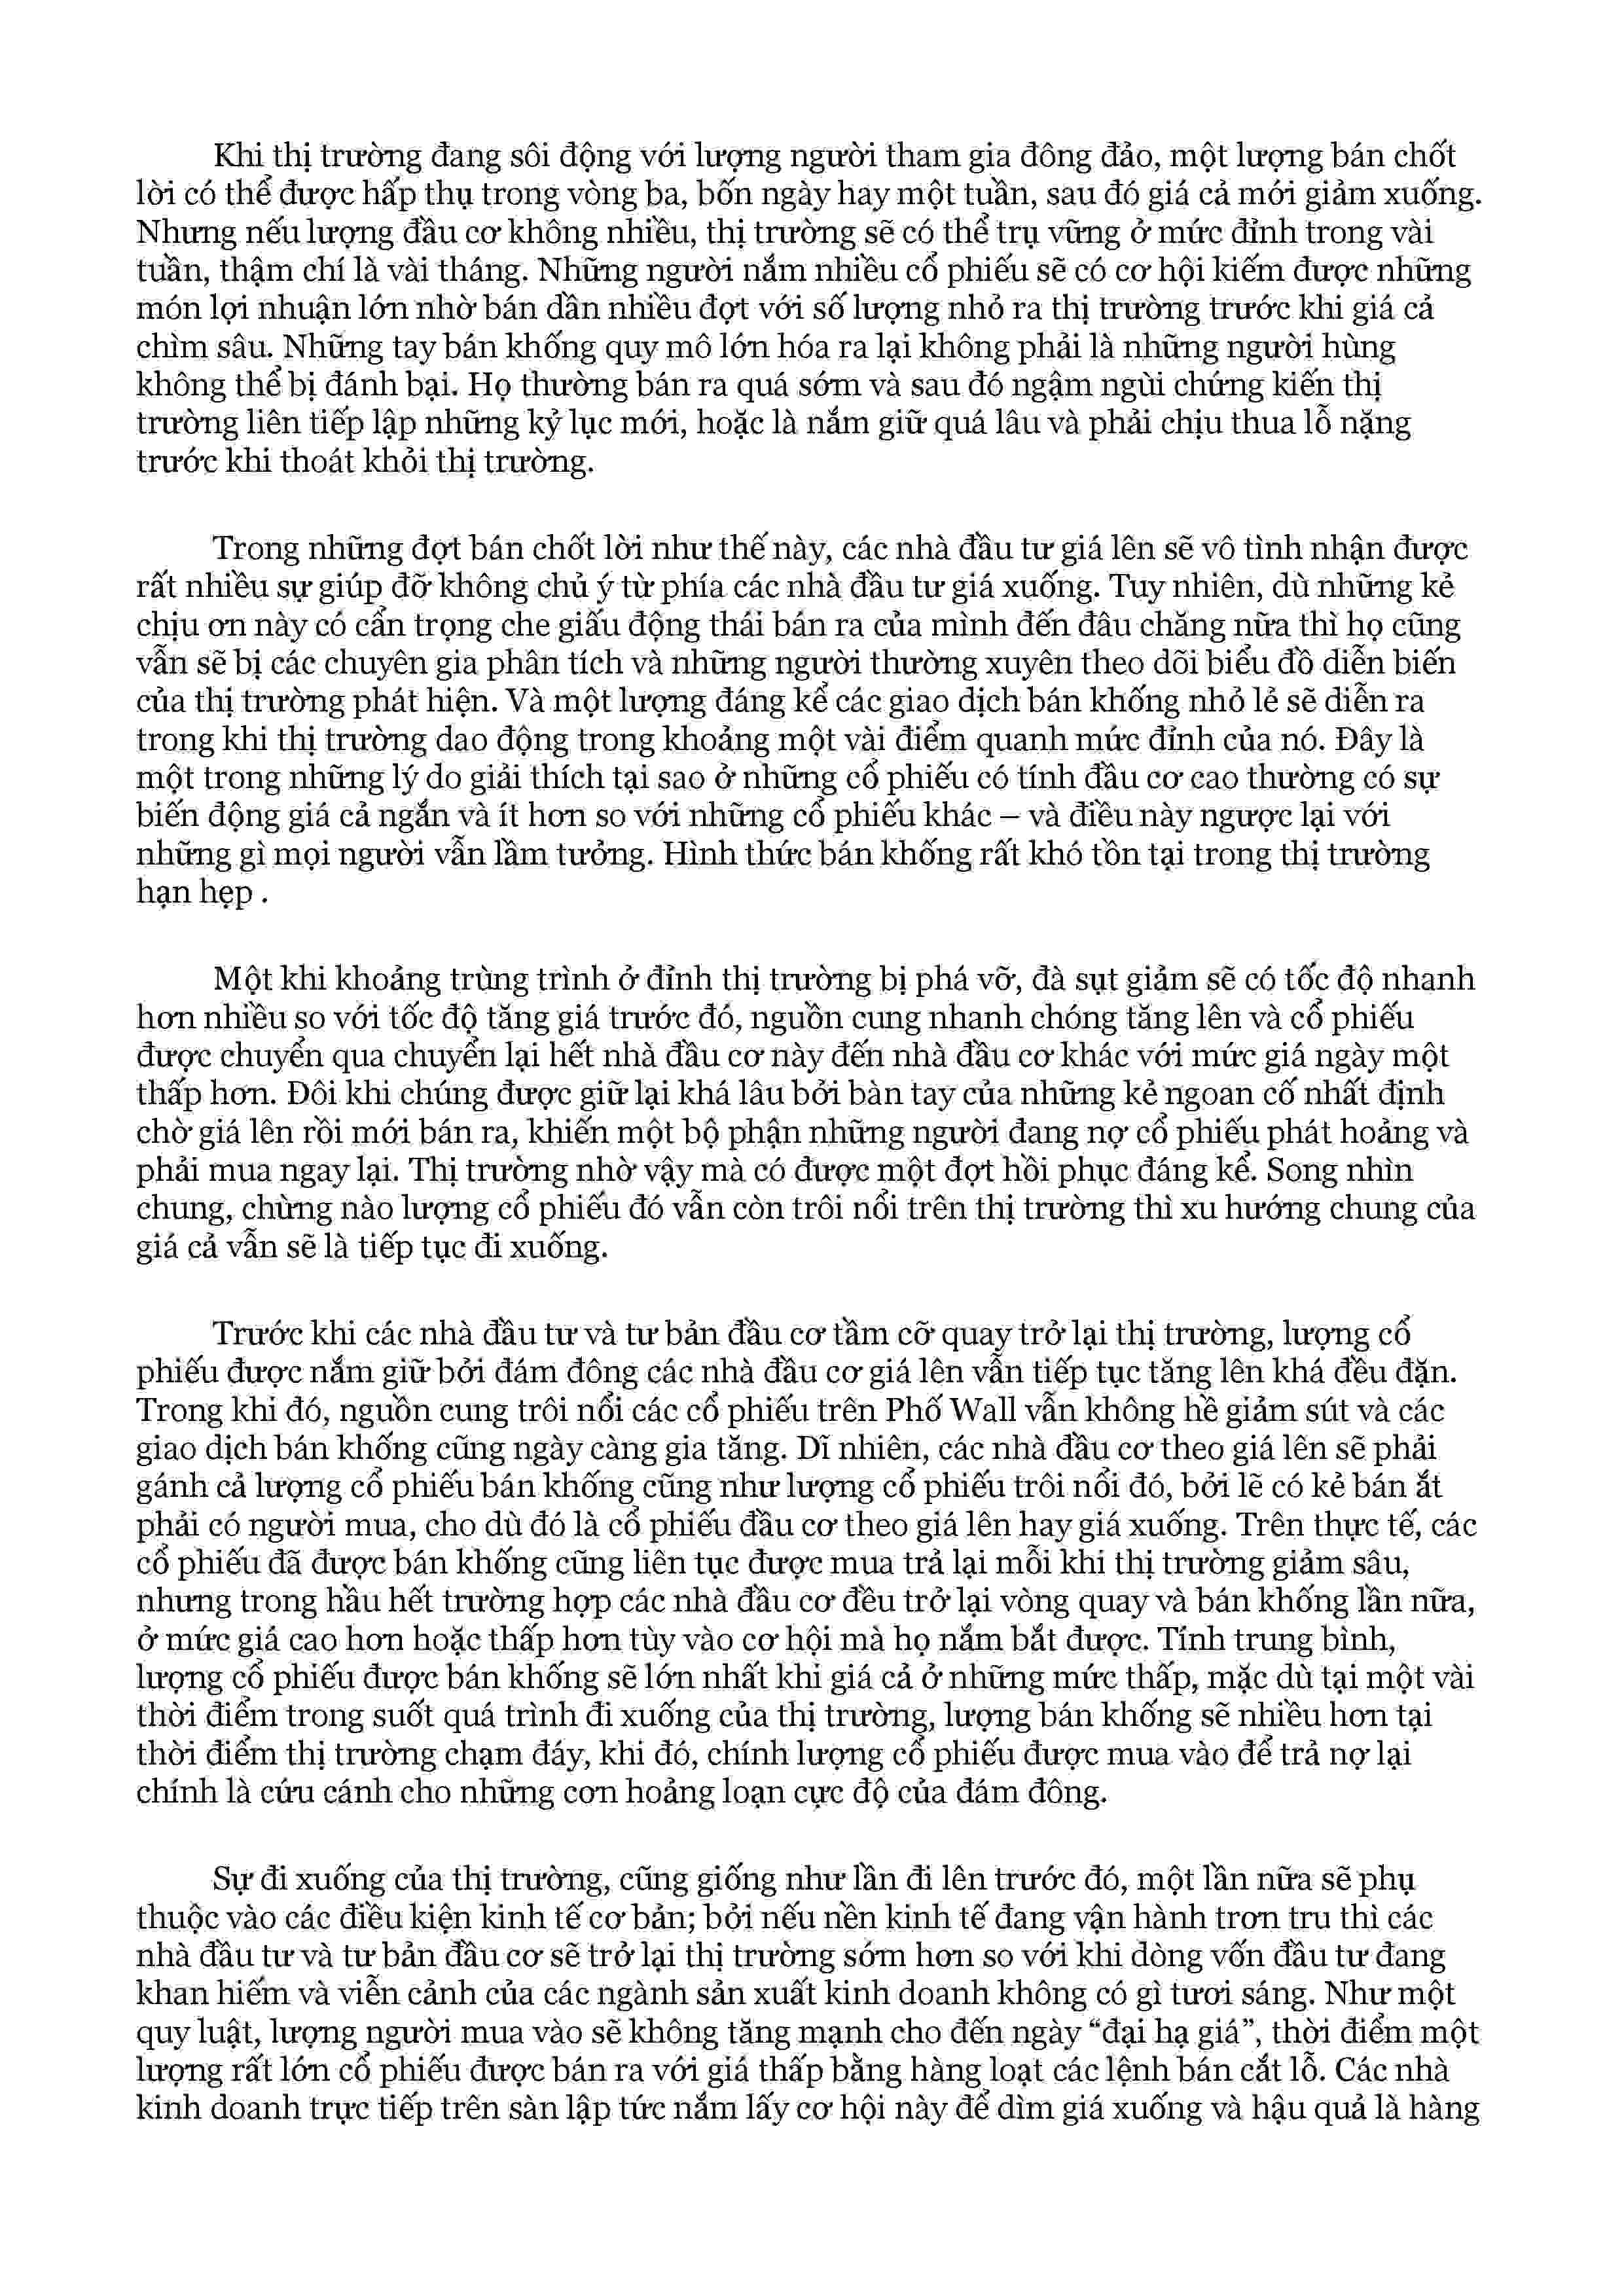 Khi thị trường đang sôi động với lượng người tham gia đông đảo, một lượng bán chốt
lời có thể được hấp thụ trong vòng ba, bốn ngày hay một tuần, sau đó giá cả mới giảm xuống.
Nhưng nếu lượng đầu cơ không nhiều, thị trường sẽ có thể trụ vững ở mức đỉnh trong vài
tuần, thậm chí là vài tháng. Những người nắm nhiều cổ phiếu sẽ có cơ hội kiếm được những
món lợi nhuận lớn nhờ bán dần nhiều đợt với số lượng nhỏ ra thị trường trước khi giá cả
chìm sâu. Những tay bán khống quy mô lớn hóa ra lại không phải là những người hùng
không thể bị đánh bại. Họ thường bán ra quá sớm và sau đó ngậm ngùi chứng kiến thị
trường liên tiếp lập những kỷ lục mới, hoặc là nắm giữ quá lâu và phải chịu thua lỗ nặng
trước khi thoát khỏi thị trường.
Trong những đợt bán chốt lời như thế này, các nhà đầu tư giá lên sẽ vô tình nhận được
rất nhiều sự giúp đỡ không chủ ý từ phía các nhà đầu tư giá xuống. Tuy nhiên, dù những kẻ
chịu ơn này có cẩn trọng che giấu động thái bán ra của mình đến đâu chăng nữa thì họ cũng
vẫn sẽ bị các chuyên gia phân tích và những người thường xuyên theo dõi biểu đồ diễn biến
của thị trường phát hiện. Và một lượng đáng kể các giao dịch bán khống nhỏ lẻ sẽ diễn ra
trong khi thị trường dao động trong khoảng một vài điểm quanh mức đỉnh của nó. Đây là
một trong những lý do giải thích tại sao ở những cổ phiếu có tính đầu cơ cao thường có sự
biến động giá cả ngắn và ít hơn so với những cổ phiếu khác – và điều này ngược lại với
những gì mọi người vẫn lầm tưởng. Hình thức bán khống rất khó tồn tại trong thị trường
hạn hẹp .
Một khi khoảng trùng trình ở đỉnh thị trường bị phá vỡ, đà sụt giảm sẽ có tốc độ nhanh
hơn nhiều so với tốc độ tăng giá trước đó, nguồn cung nhanh chóng tăng lên và cổ phiếu
được chuyển qua chuyển lại hết nhà đầu cơ này đến nhà đầu cơ khác với mức giá ngày một
thấp hơn. Đôi khi chúng được giữ lại khá lâu bởi bàn tay của những kẻ ngoan cố nhất định
chờ giá lên rồi mới bán ra, khiến một bộ phận những người đang nợ cổ phiếu phát hoảng và
phải mua ngay lại. Thị trường nhờ vậy mà có được một đợt hồi phục đáng kể. Song nhìn
chung, chừng nào lượng cổ phiếu đó vẫn còn trôi nổi trên thị trường thì xu hướng chung của
giá cả vẫn sẽ là tiếp tục đi xuống.
Trước khi các nhà đầu tư và tư bản đầu cơ tầm cỡ quay trở lại thị trường, lượng cổ
phiếu được nắm giữ bởi đám đông các nhà đầu cơ giá lên vẫn tiếp tục tăng lên khá đều đặn.
Trong khi đó, nguồn cung trôi nổi các cổ phiếu trên Phố Wall vẫn không hề giảm sút và các
giao dịch bán khống cũng ngày càng gia tăng. Dĩ nhiên, các nhà đầu cơ theo giá lên sẽ phải
gánh cả lượng cổ phiếu bán khống cũng như lượng cổ phiếu trôi nổi đó, bởi lẽ có kẻ bán ắt
phải có người mua, cho dù đó là cổ phiếu đầu cơ theo giá lên hay giá xuống. Trên thực tế, các
cổ phiếu đã được bán khống cũng liên tục được mua trả lại mỗi khi thị trường giảm sâu,
nhưng trong hầu hết trường hợp các nhà đầu cơ đều trở lại vòng quay và bán khống lần nữa,
ở mức giá cao hơn hoặc thấp hơn tùy vào cơ hội mà họ nắm bắt được. Tính trung bình,
lượng cổ phiếu được bán khống sẽ lớn nhất khi giá cả ở những mức thấp, mặc dù tại một vài
thời điểm trong suốt quá trình đi xuống của thị trường, lượng bán khống sẽ nhiều hơn tại
thời điểm thị trường chạm đáy, khi đó, chính lượng cổ phiếu được mua vào để trả nợ lại
chính là cứu cánh cho những cơn hoảng loạn cực độ của đám đông.
Sự đi xuống của thị trường, cũng giống như lần đi lên trước đó, một lần nữa sẽ phụ
thuộc vào các điều kiện kinh tế cơ bản; bởi nếu nền kinh tế đang vận hành trơn tru thì các
nhà đầu tư và tư bản đầu cơ sẽ trở lại thị trường sớm hơn so với khi dòng vốn đầu tư đang
khan hiếm và viễn cảnh của các ngành sản xuất kinh doanh không có gì tươi sáng. Như một
quy luật, lượng người mua vào sẽ không tăng mạnh cho đến ngày “đại hạ giá”, thời điểm một
lượng rất lớn cổ phiếu được bán ra với giá thấp bằng hàng loạt các lệnh bán cắt lỗ. Các nhà
kinh doanh trực tiếp trên sàn lập tức nắm lấy cơ hội này để dìm giá xuống và hậu quả là hàng